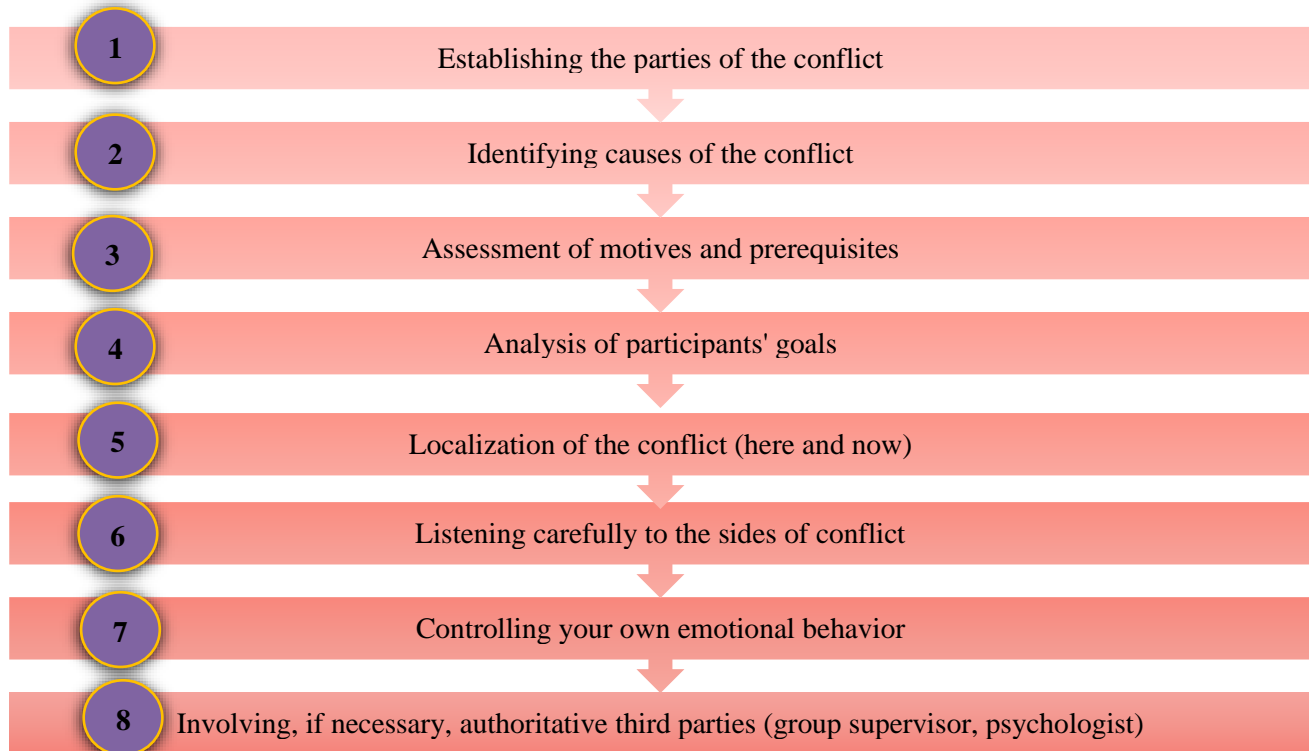 1
Establishing the parties of the conflict
2
Identifying causes of the conflict
3
Assessment of motives and prerequisites
4
Analysis of participants' goals
5
Localization of the conflict (here and now)
6
Listening carefully to the sides of conflict
7
Controlling your own emotional behavior
8
Involving, if necessary, authoritative third parties (group supervisor, psychologist)